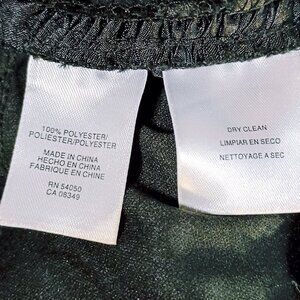 100% POLYESTER/
POLIESTER/POLYESTER
MADE IN CHINA
HECHO EN CHINA
FABRIQUE EN CHINE
RN 54050
CA 08349
DRY CLEAN
LIMPIAR EN SECO
NETTOYAGE A SEC